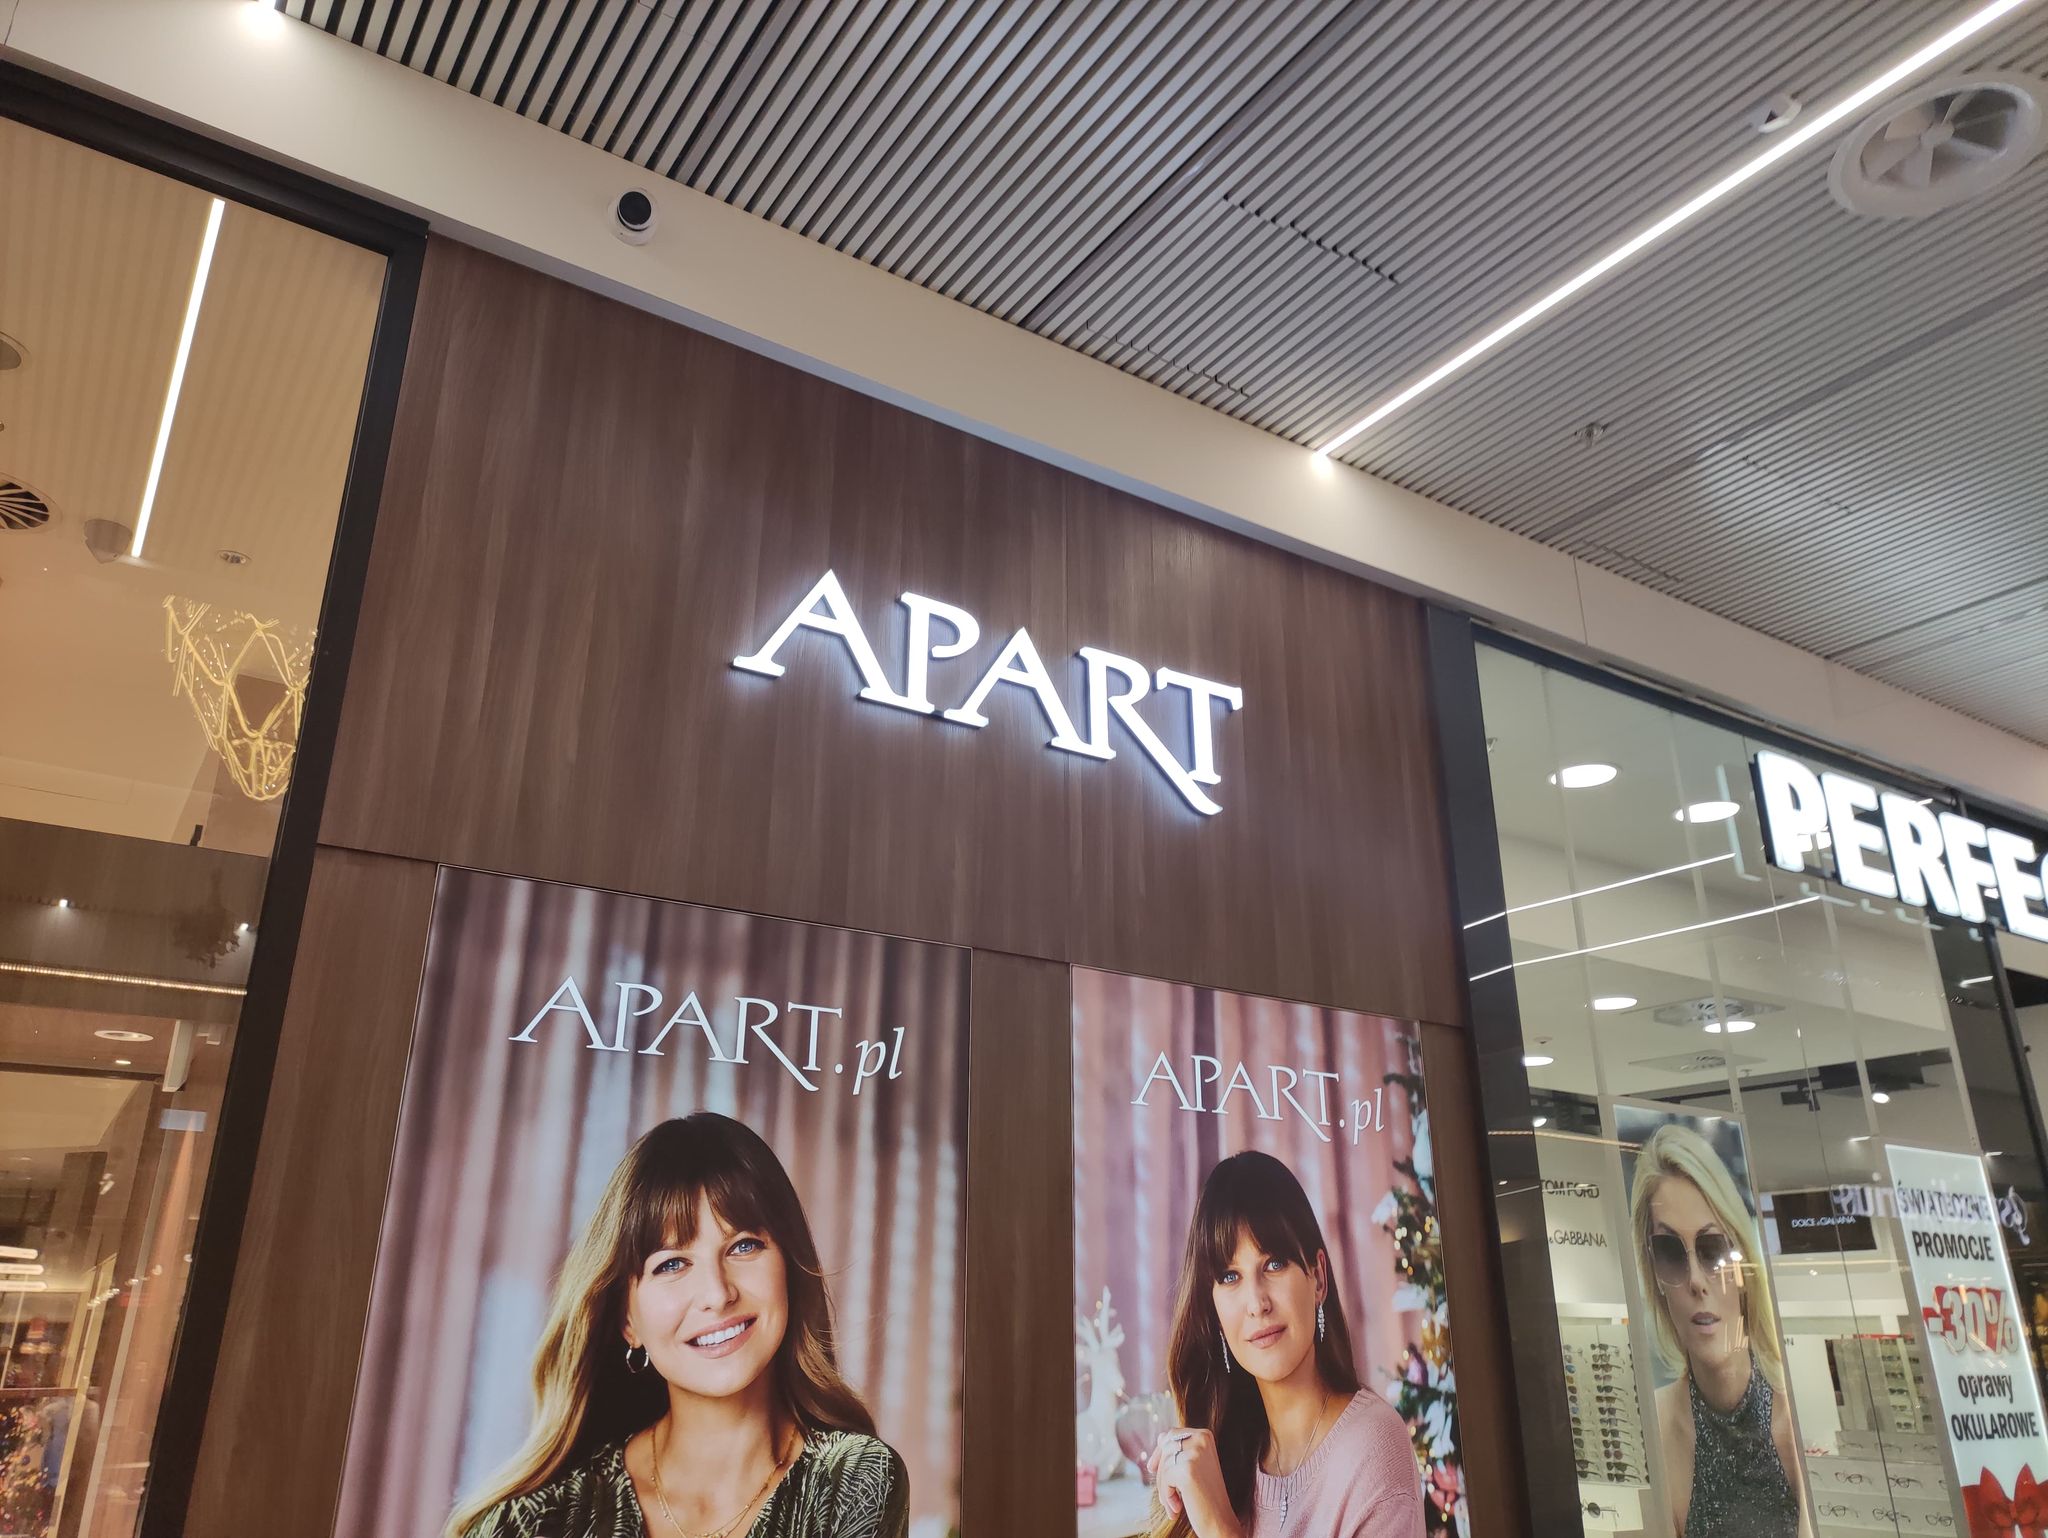 APART
PERFE
APART.pl
APART.pl
TOM FORD
& GABBANA
DOLCE & GABBANA
PROMOCJE
-30%
oprawy
OKULAROWE